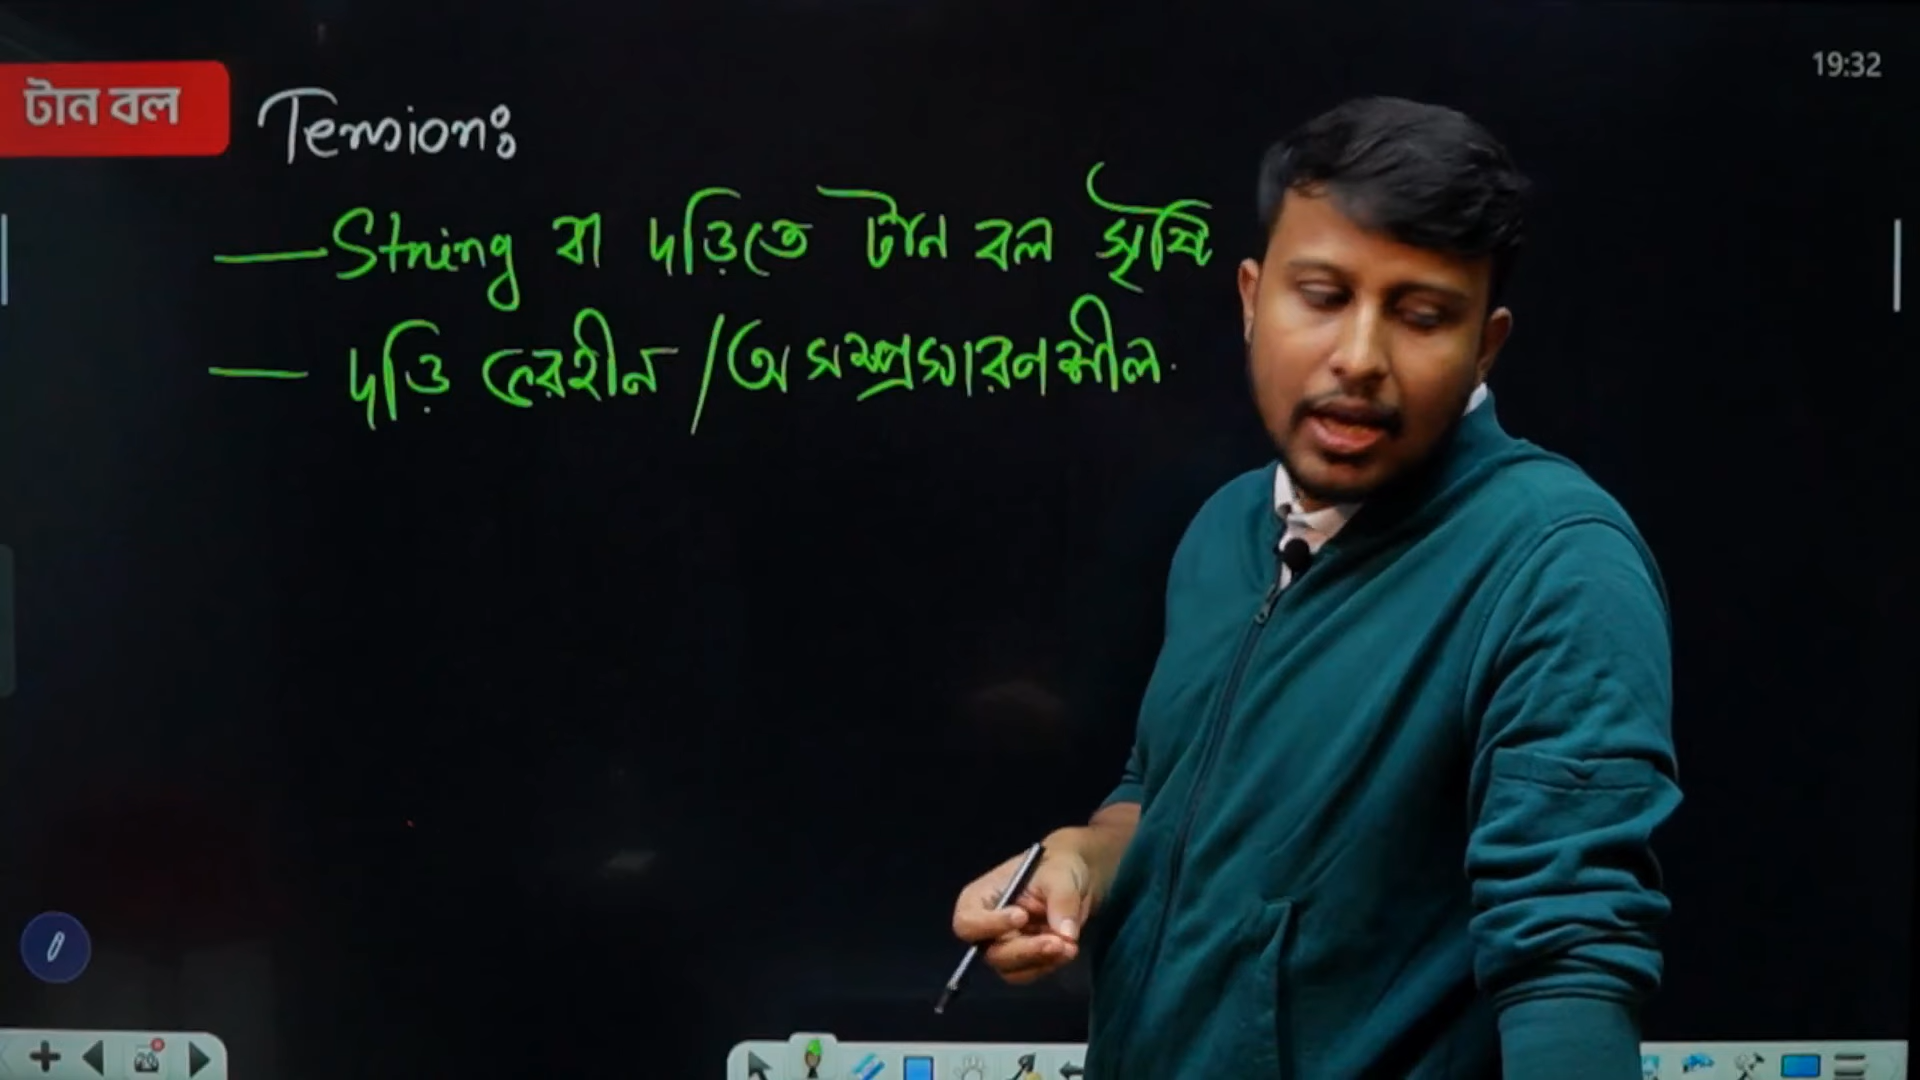 টান বল
19:32
Tension:
— String বা দড়িতে টান বল সৃষ্টি
— দড়ি ভরহীন / অসম্প্রসারণশীল.